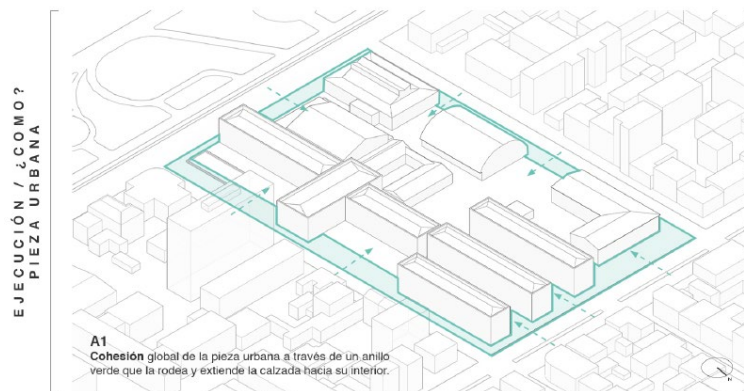 EJECUCIÓN / ¿COMO?
PIEZA URBANA
A1
Cohesión global de la pieza urbana a través de un anillo
verde que la rodea y extiende la calzada hacia su interior.
N